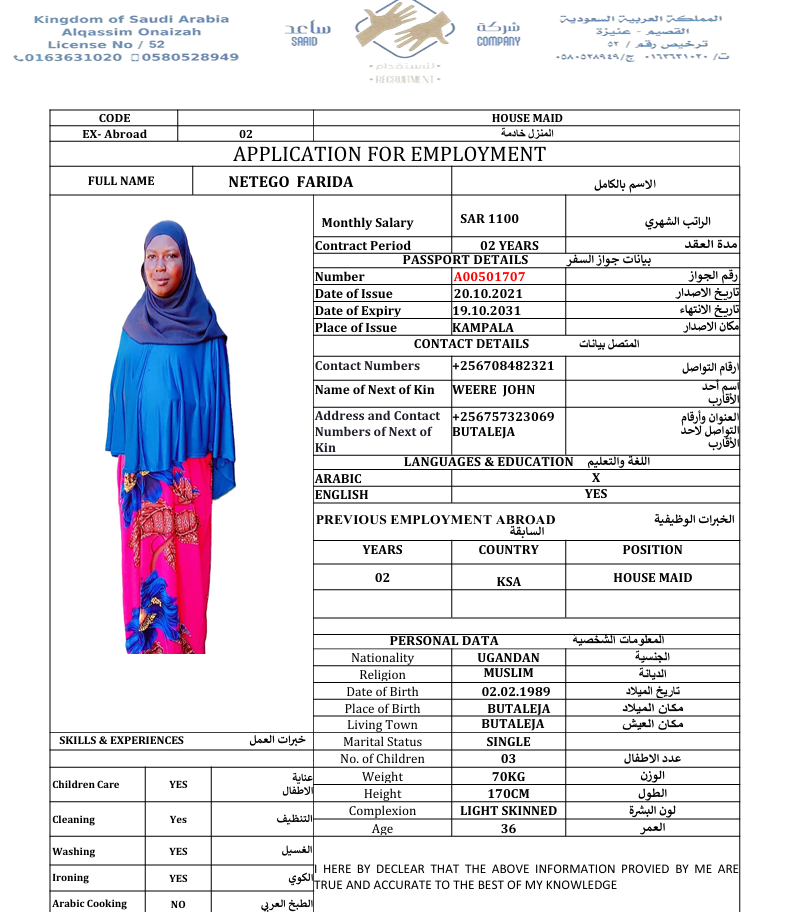 Kingdom of Saudi Arabia
Alqassim Onaizah
License No / 52
0163631020 0580528949
ساعد
SAAID
للاستقدام
• RECRUITMENT •
شركة
COMPANY
المملكة العربية السعودية
القصيم - عنيزة
ترخيص رقم / ٥٢
ت/ ٠١٦٣٦٣١٠٢٠ ج/٠٥٨٠٥٢٨٩٤٩
CODE HOUSE MAID
EX- Abroad 02 المنزل خادمة
APPLICATION FOR EMPLOYMENT
FULL NAME NETEGO FARIDA الاسم بالكامل
Monthly Salary SAR 1100 الراتب الشهري
Contract Period 02 YEARS مدة العقد
PASSPORT DETAILS بيانات جواز السفر
Number A00501707 رقم الجواز
Date of Issue 20.10.2021 تاريخ الاصدار
Date of Expiry 19.10.2031 تاريخ الانتهاء
Place of Issue KAMPALA مكان الاصدار
CONTACT DETAILS المتصل بيانات
Contact Numbers +256708482321 ارقام التواصل
Name of Next of Kin WEERE JOHN اسم أحد
الأقارب
Address and Contact +256757323069 العنوان وأرقام
Numbers of Next of BUTALEJA التواصل لاحد
Kin الأقارب
LANGUAGES & EDUCATION اللغة والتعليم
ARABIC X
ENGLISH YES
PREVIOUS EMPLOYMENT ABROAD الخبرات الوظيفية
السابقة
YEARS COUNTRY POSITION
02 KSA HOUSE MAID
PERSONAL DATA المعلومات الشخصية
Nationality UGANDAN الجنسية
Religion MUSLIM الديانة
Date of Birth 02.02.1989 تاريخ الميلاد
Place of Birth BUTALEJA مكان الميلاد
Living Town BUTALEJA مكان العيش
Marital Status SINGLE
No. of Children 03 عدد الاطفال
Weight 70KG الوزن
Height 170CM الطول
Complexion LIGHT SKINNED لون البشرة
Age 36 العمر
SKILLS & EXPERIENCES خبرات العمل
Children Care YES عناية
الاطفال
Cleaning Yes التنظيف
Washing YES الغسيل
Ironing YES الكوي
Arabic Cooking NO الطبخ العربي
I HERE BY DECLEAR THAT THE ABOVE INFORMATION PROVIED BY ME ARE
TRUE AND ACCURATE TO THE BEST OF MY KNOWLEDGE